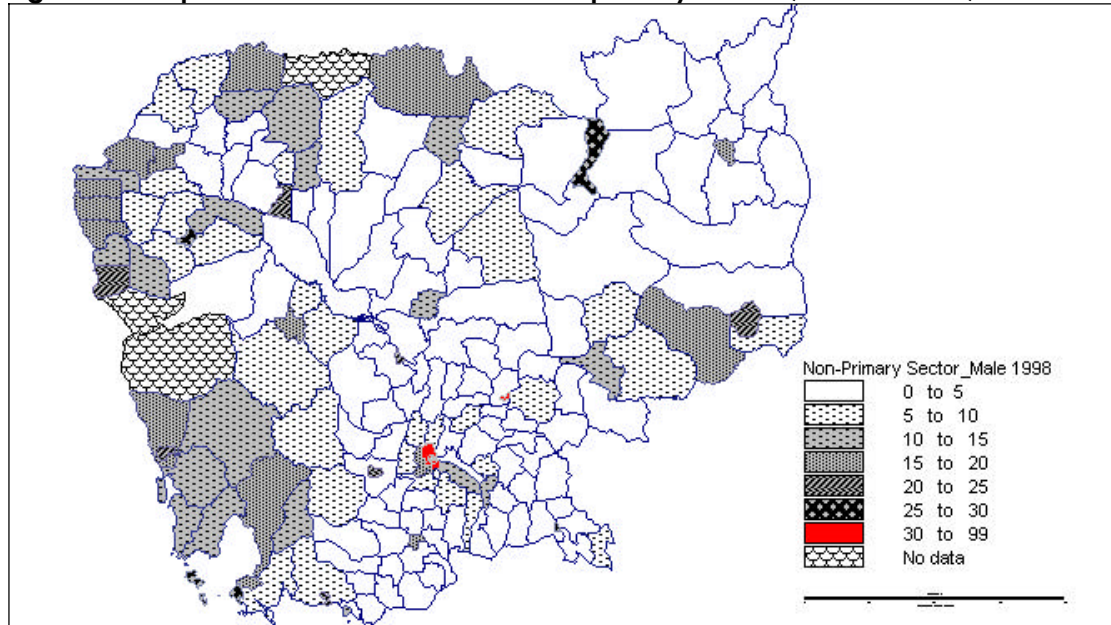 Non-Primary Sector_Male 1998
0 to 5
5 to 10
10 to 15
15 to 20
20 to 25
25 to 30
30 to 99
No data